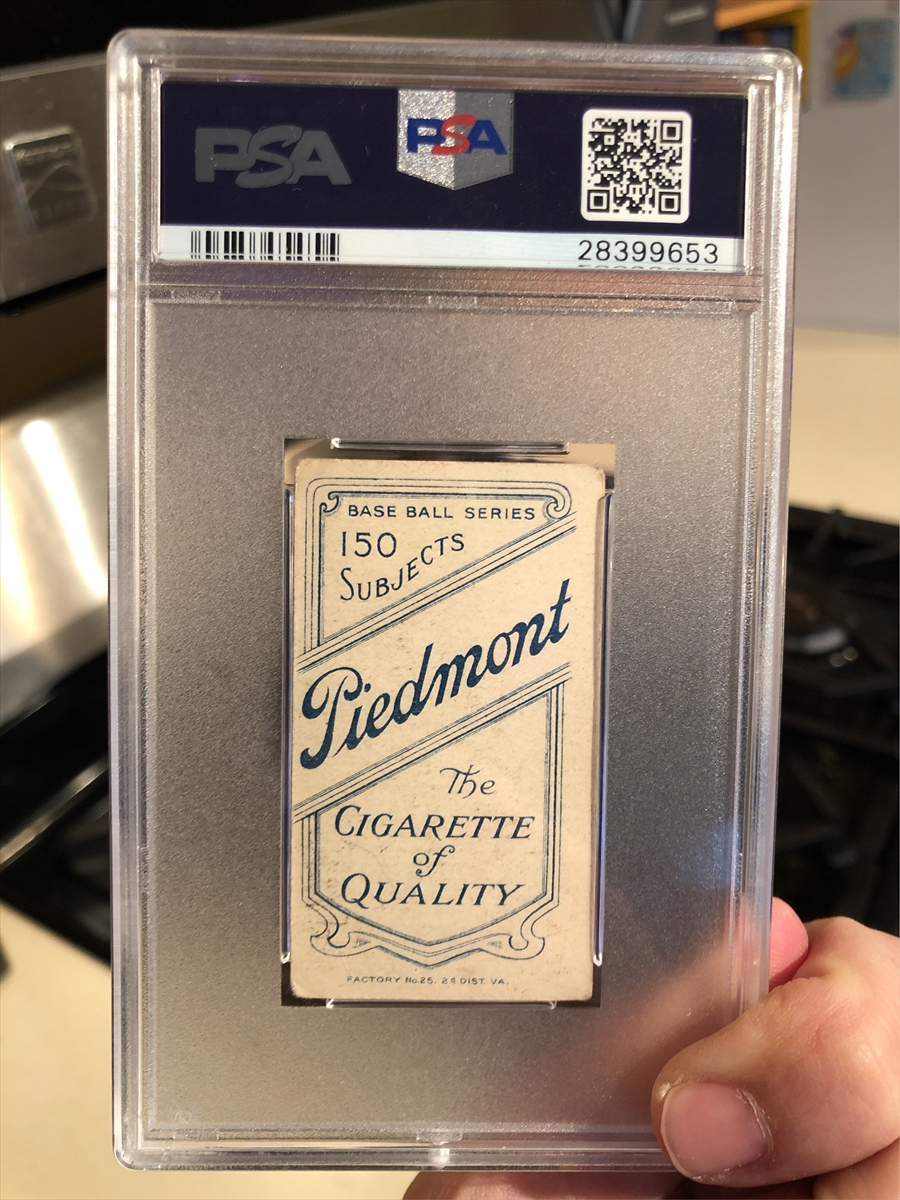 PSA
PSA
28399653
BASE BALL SERIES
150
SUBJECTS
Piedmont
The
CIGARETTE
of
QUALITY
FACTORY No. 25, 2d DIST. VA.